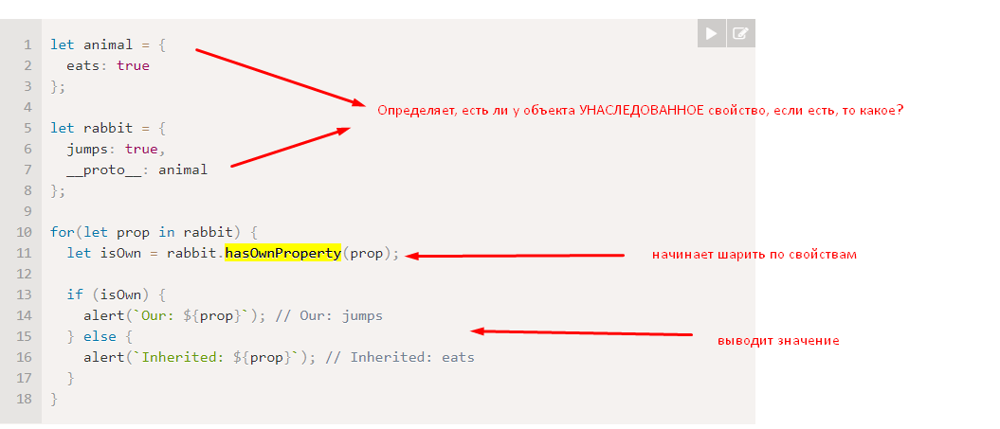 1 let animal = {
2 eats: true
3 };
4 Определяет, есть ли у объекта УНАСЛЕДОВАННОЕ свойство, если есть, то какое?
5 let rabbit = {
6 jumps: true,
7 __proto__: animal
8 };
9
10 for(let prop in rabbit) {
11 let isOwn = rabbit.hasOwnProperty(prop); начинает шарить по свойствам
12
13 if (isOwn) {
14 alert(`Our: ${prop}`); // Our: jumps
15 } else { выводит значение
16 alert(`Inherited: ${prop}`); // Inherited: eats
17 }
18 }